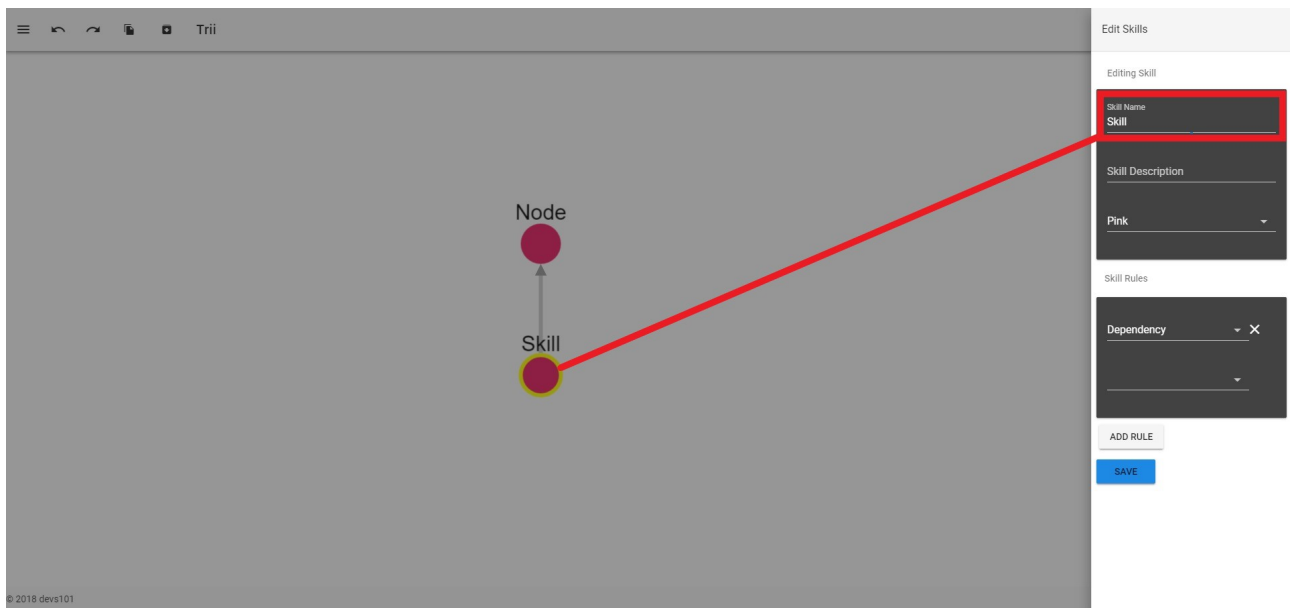 Trii
Edit Skills
Editing Skill
Skill Name
Skill
Skill Description
Pink
Node
Skill
Skill Rules
Dependency
ADD RULE
SAVE
© 2018 devs101